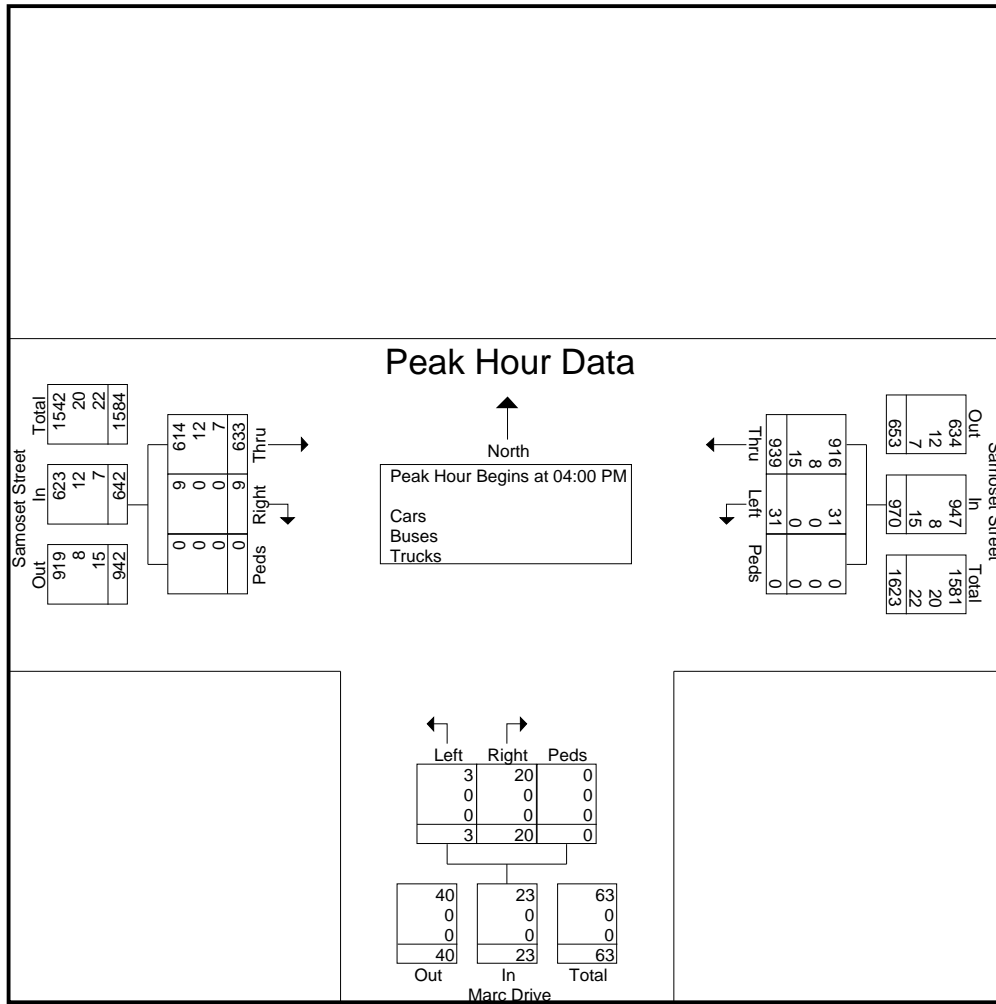 Peak Hour Data
North
Peak Hour Begins at 04:00 PM
Cars
Buses
Trucks
Samoset Street
Out In Total
919 623 1542
8 12 20
15 7 22
942 642 1584
Peds Right Thru
0 9 614
0 0 12
0 0 7
0 9 633
Samoset Street
Out In Total
634 947 1581
12 8 20
7 15 22
653 970 1623
Thru Left Peds
916 31 0
8 0 0
15 0 0
939 31 0
Left Right Peds
3 20 0
0 0 0
0 0 0
3 20 0
40 23 63
0 0 0
0 0 0
40 23 63
Out In Total
Marc Drive